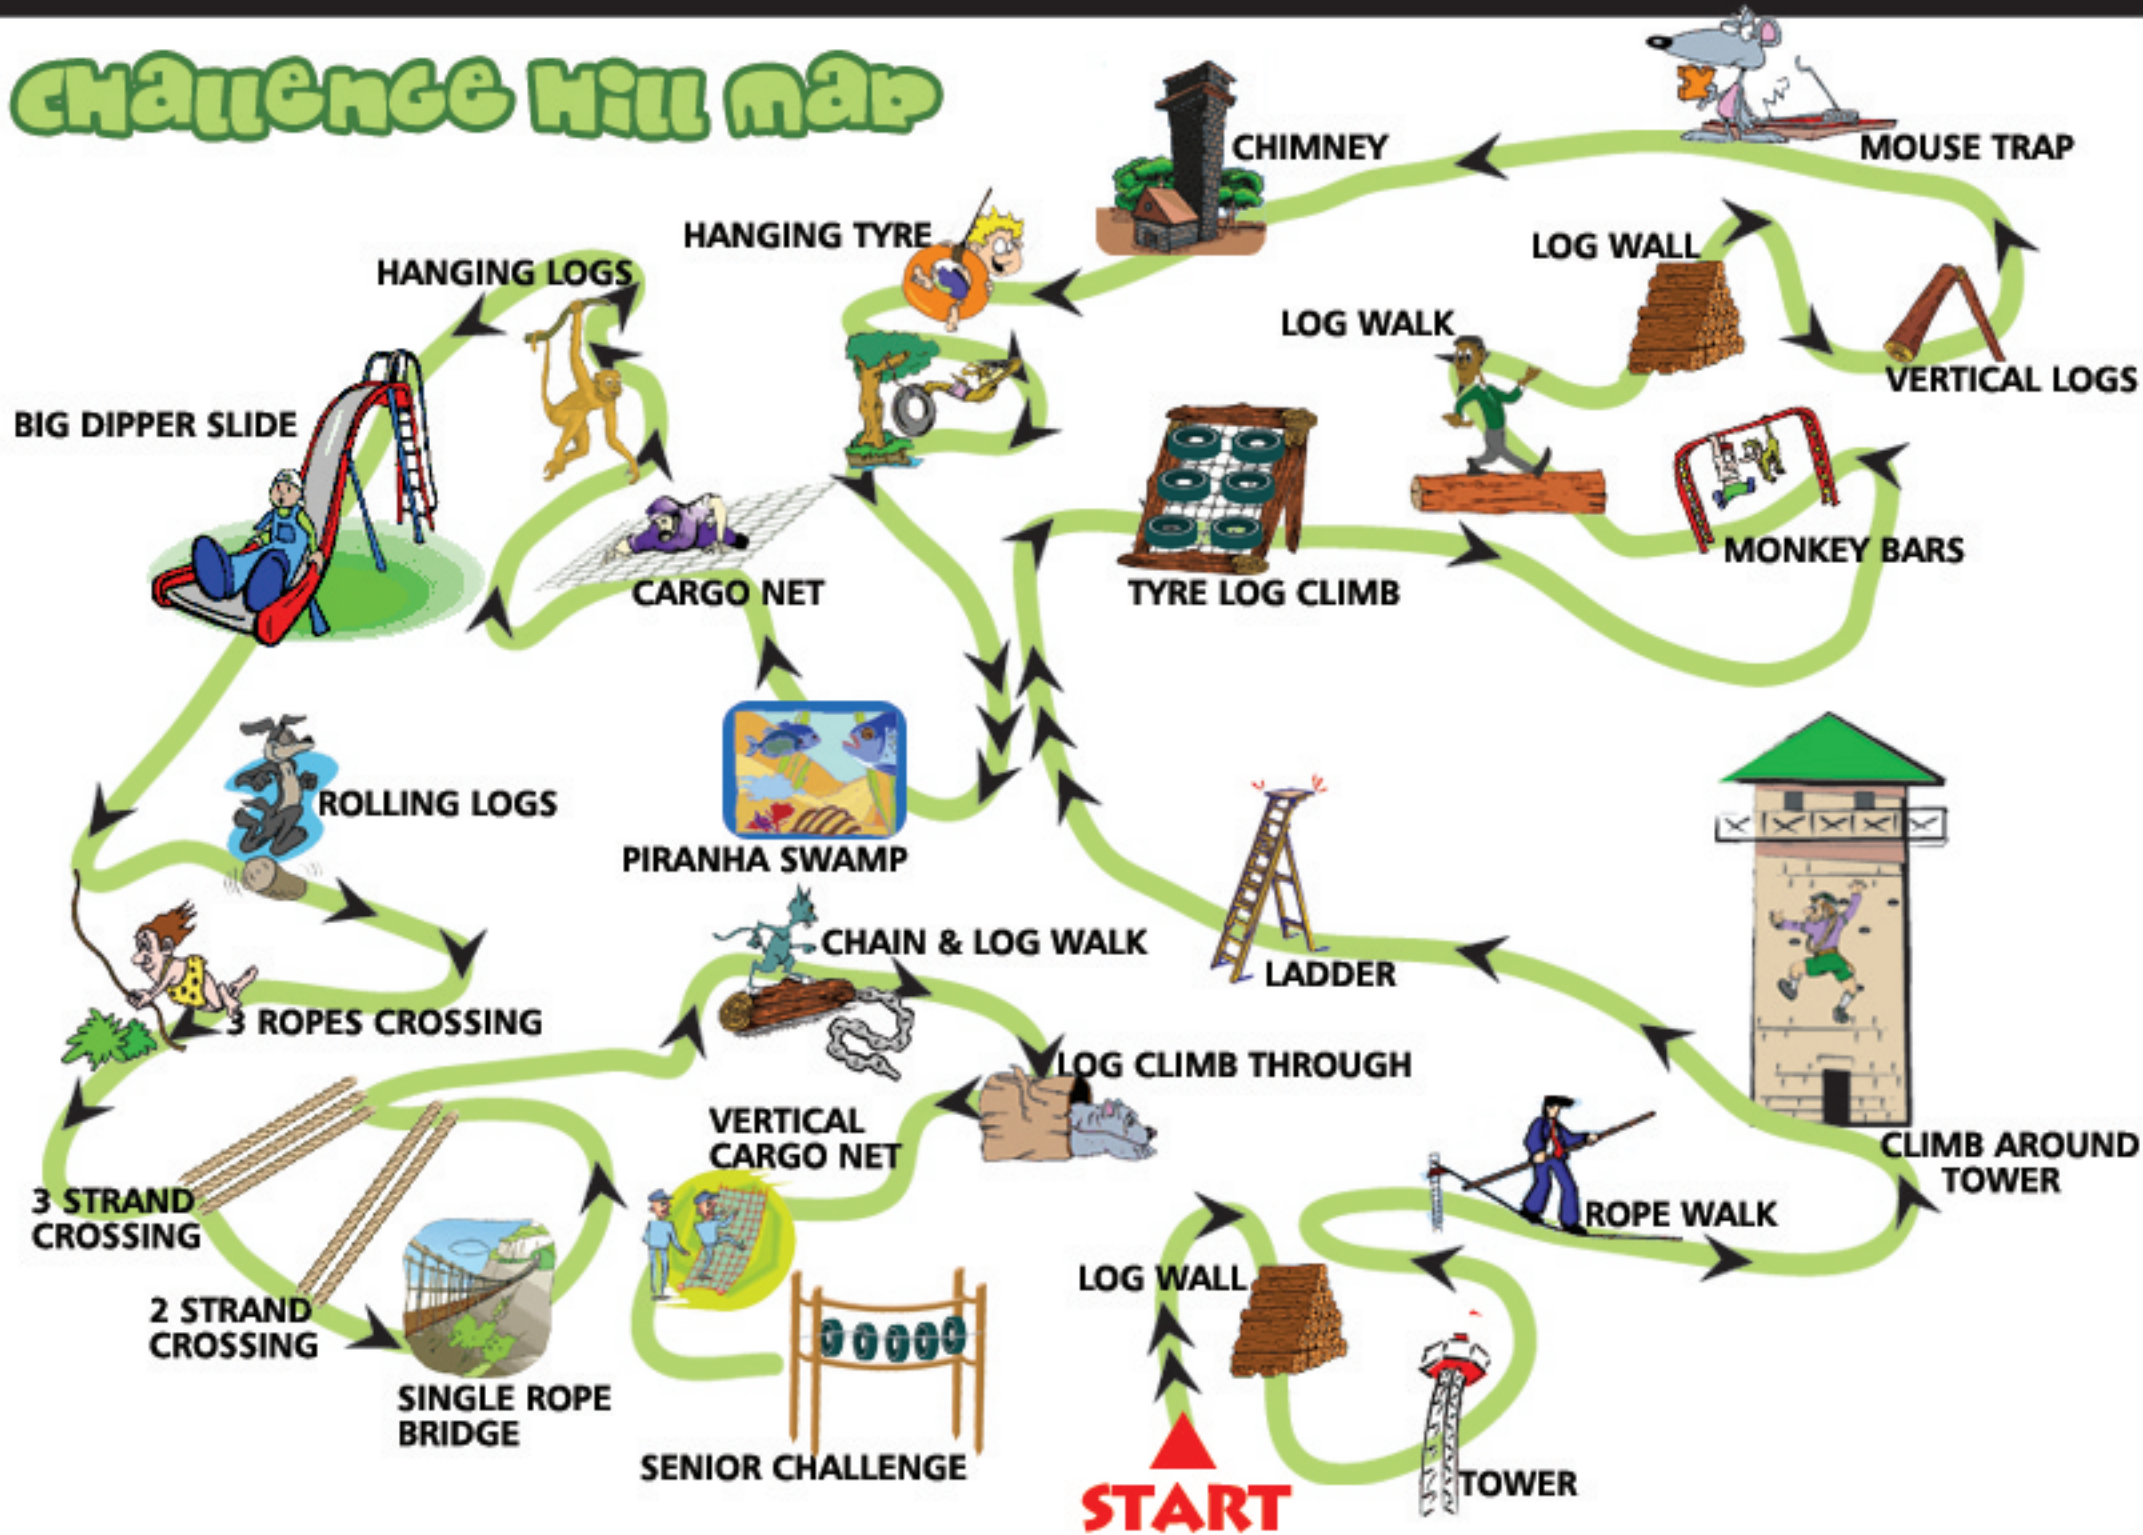 CHallenge Hill map
CHIMNEY
MOUSE TRAP
HANGING TYRE
LOG WALL
HANGING LOGS
LOG WALK
VERTICAL LOGS
BIG DIPPER SLIDE
MONKEY BARS
CARGO NET
TYRE LOG CLIMB
ROLLING LOGS
PIRANHA SWAMP
CHAIN & LOG WALK
LADDER
3 ROPES CROSSING
LOG CLIMB THROUGH
VERTICAL
CARGO NET
CLIMB AROUND
TOWER
3 STRAND
CROSSING
ROPE WALK
LOG WALL
2 STRAND
CROSSING
SINGLE ROPE
BRIDGE
SENIOR CHALLENGE
TOWER
START